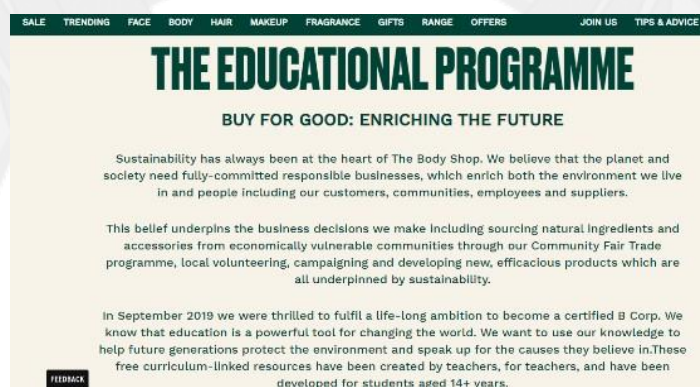 SALE TRENDING FACE BODY HAIR MAKEUP FRAGRANCE GIFTS RANGE OFFERS JOIN US TIPS & ADVICE
THE EDUCATIONAL PROGRAMME
BUY FOR GOOD: ENRICHING THE FUTURE
Sustainability has always been at the heart of The Body Shop. We believe that the planet and
society need fully-committed responsible businesses, which enrich both the environment we live
in and people including our customers, communities, employees and suppliers.
This belief underpins the business decisions we make including sourcing natural ingredients and
accessories from economically vulnerable communities through our Community Fair Trade
programme, local volunteering, campaigning and developing new, efficacious products which are
all underpinned by sustainability.
In September 2019 we were thrilled to fulfil a life-long ambition to become a certified B Corp. We
know that education is a powerful tool for changing the world. We want to use our knowledge to
help future generations protect the environment and speak up for the causes they believe in.These
free curriculum-linked resources have been created by teachers, for teachers, and have been
developed for students aged 14+ years.
FEEDBACK